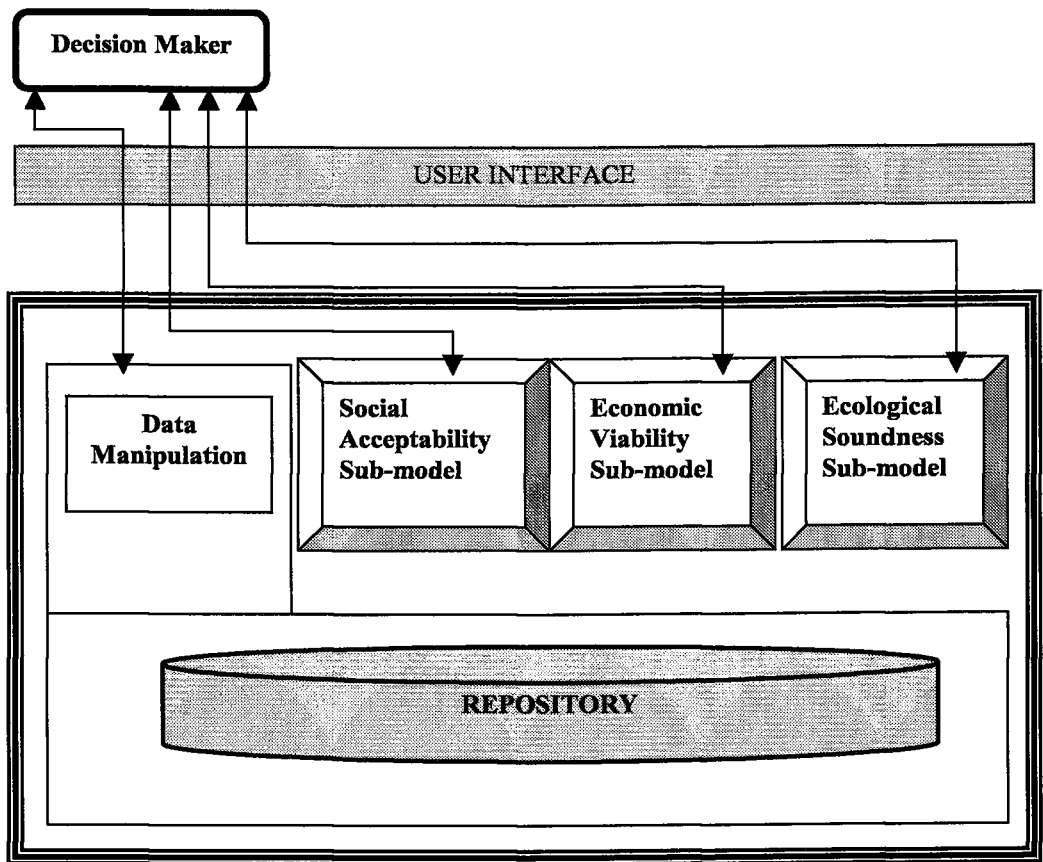 Decision Maker
USER INTERFACE
Data
Manipulation
Social
Acceptability
Sub-model
Economic
Viability
Sub-model
Ecological
Soundness
Sub-model
REPOSITORY